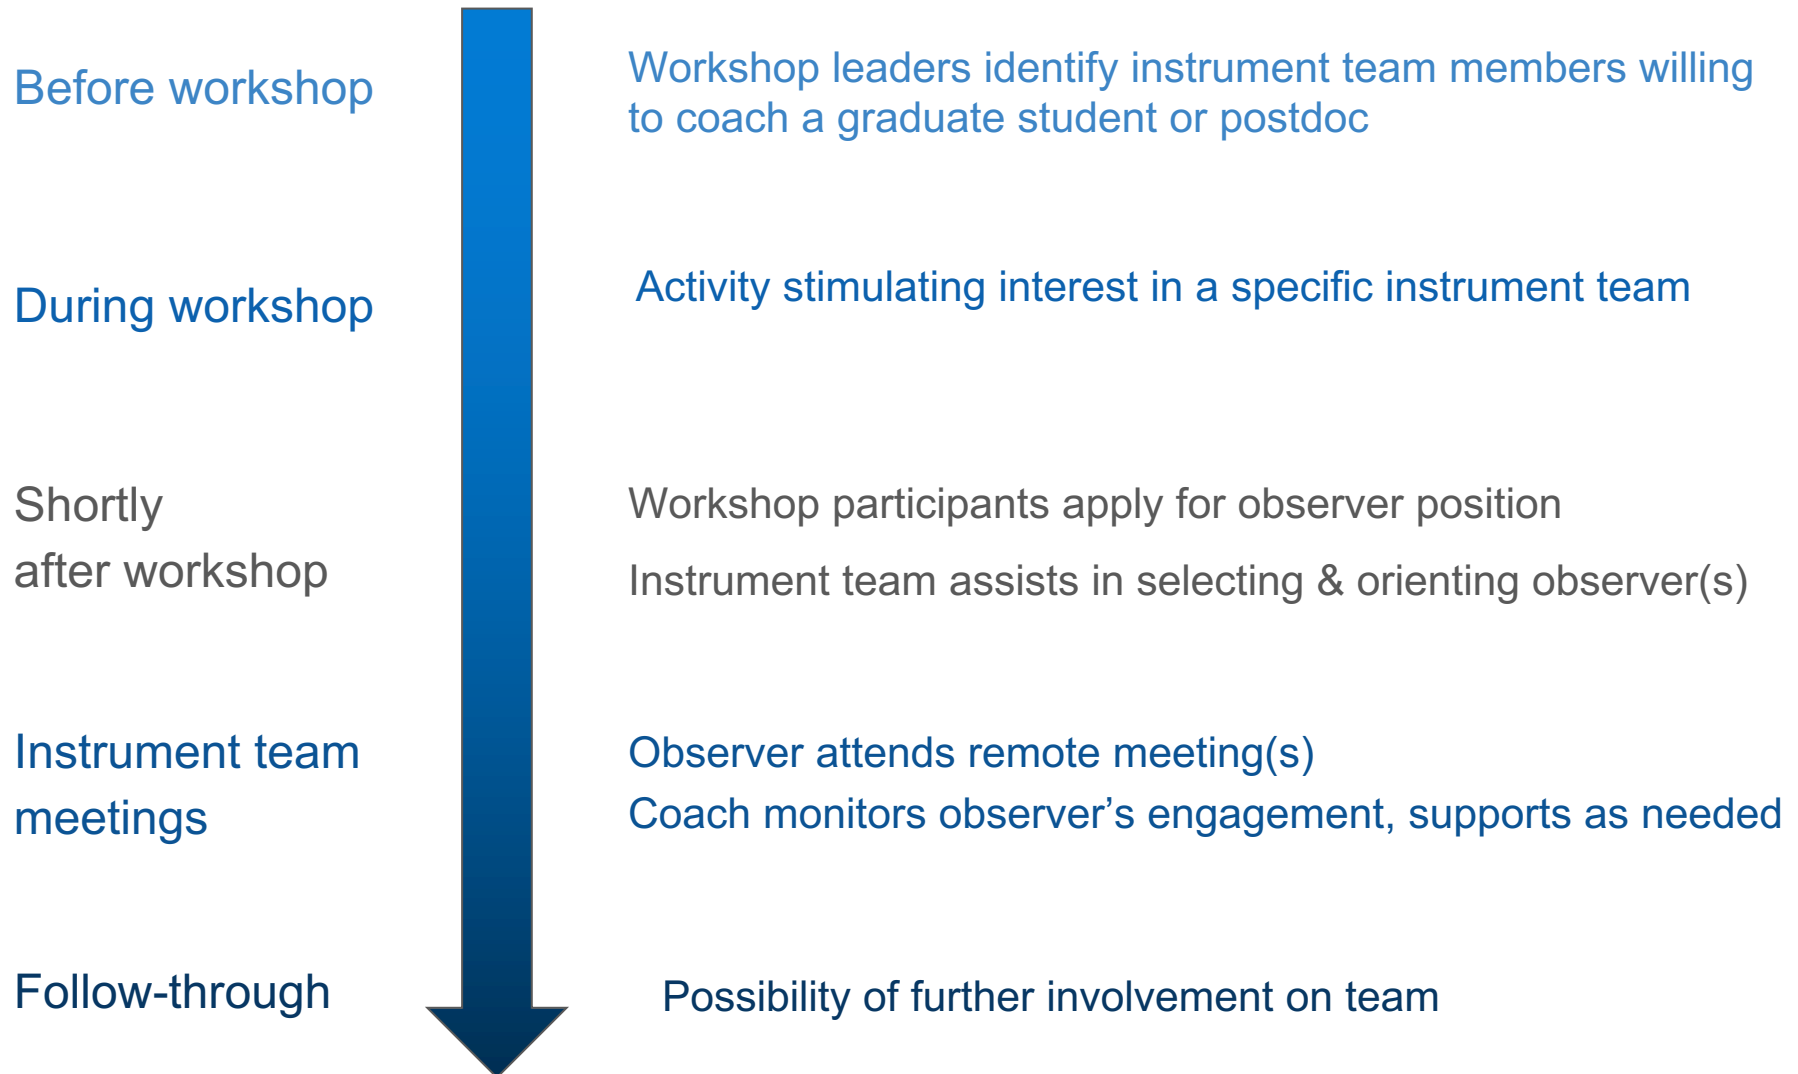 Before workshop
Workshop leaders identify instrument team members willing
to coach a graduate student or postdoc
During workshop
Activity stimulating interest in a specific instrument team
Shortly
after workshop
Workshop participants apply for observer position
Instrument team assists in selecting & orienting observer(s)
Instrument team
meetings
Observer attends remote meeting(s)
Coach monitors observer’s engagement, supports as needed
Follow-through
Possibility of further involvement on team